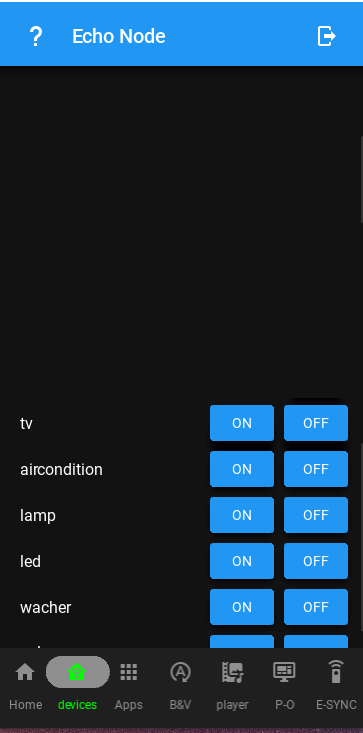 ? Echo Node
tv ON OFF
aircondition ON OFF
lamp ON OFF
led ON OFF
wacher ON OFF
Home devices Apps B&V player P-O E-SYNC